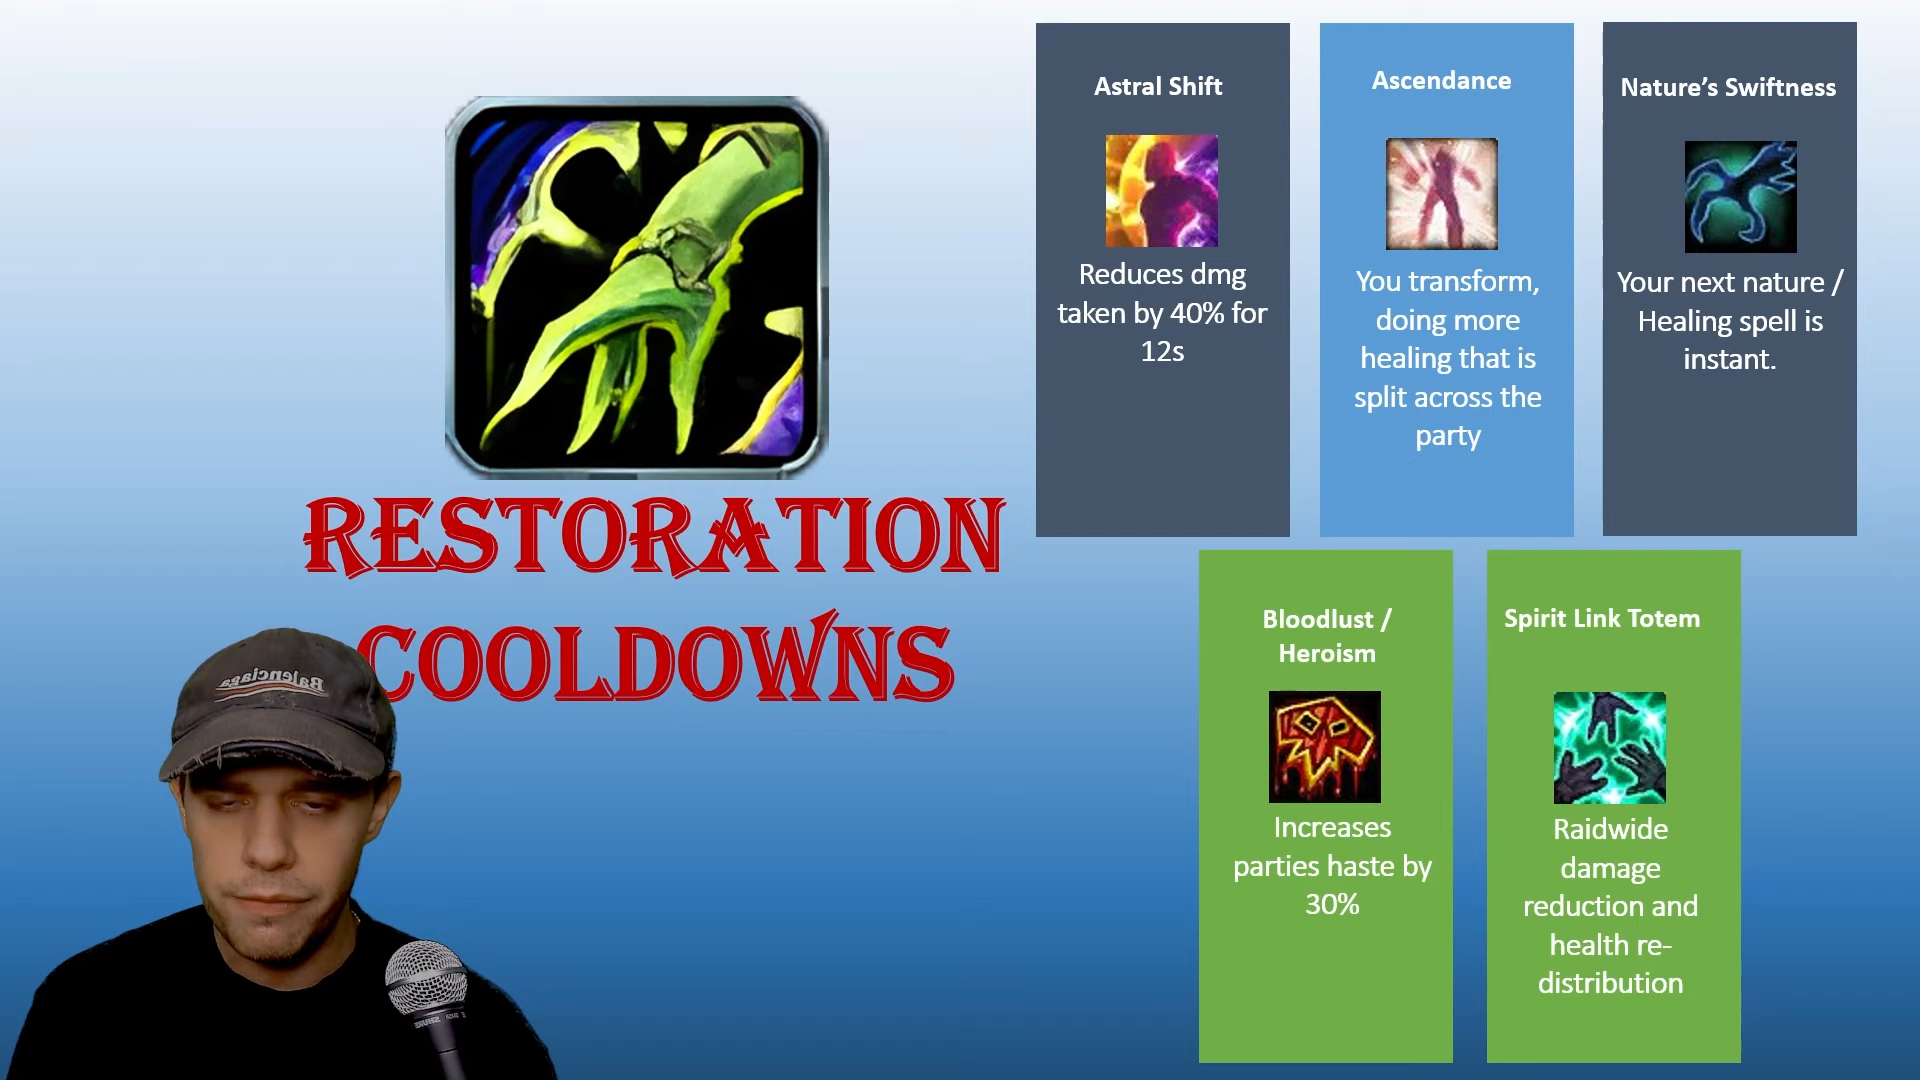 Astral Shift
Reduces dmg
taken by 40% for
12s
Ascendance
You transform,
doing more
healing that is
split across the
party
Nature's Swiftness
Your next nature /
Healing spell is
instant.
RESTORATION
COOLDOWNS
Bloodlust /
Heroism
Increases
parties haste by
30%
Spirit Link Totem
Raidwide
damage
reduction and
health re-
distribution
Balenciaga
SHURE